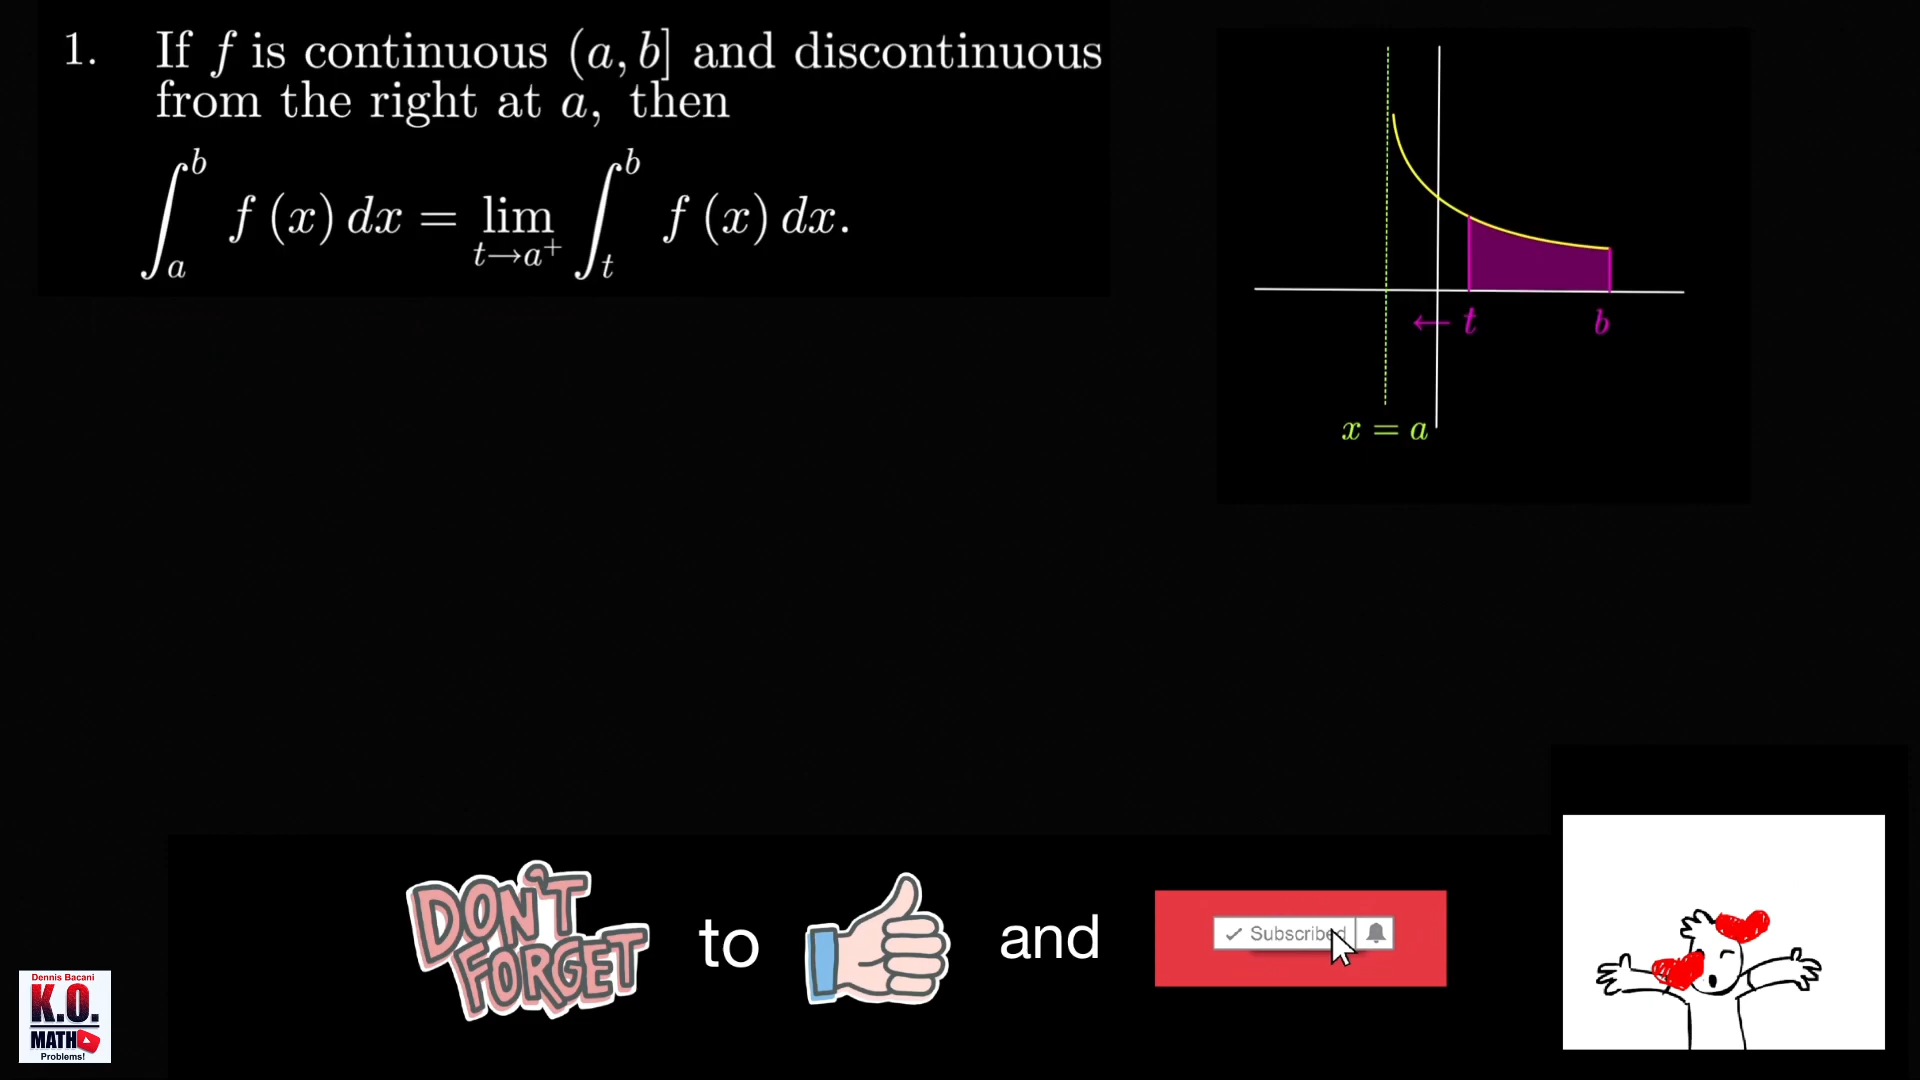 1. If f is continuous (a, b] and discontinuous
from the right at a, then
∫_a^b f (x) dx = lim_{t→a⁺} ∫_t^b f (x) dx.
← t b
x = a
DON'T
FORGET
to
and
Subscribed
Dennis Bacani
K.O.
MATH
Problems!